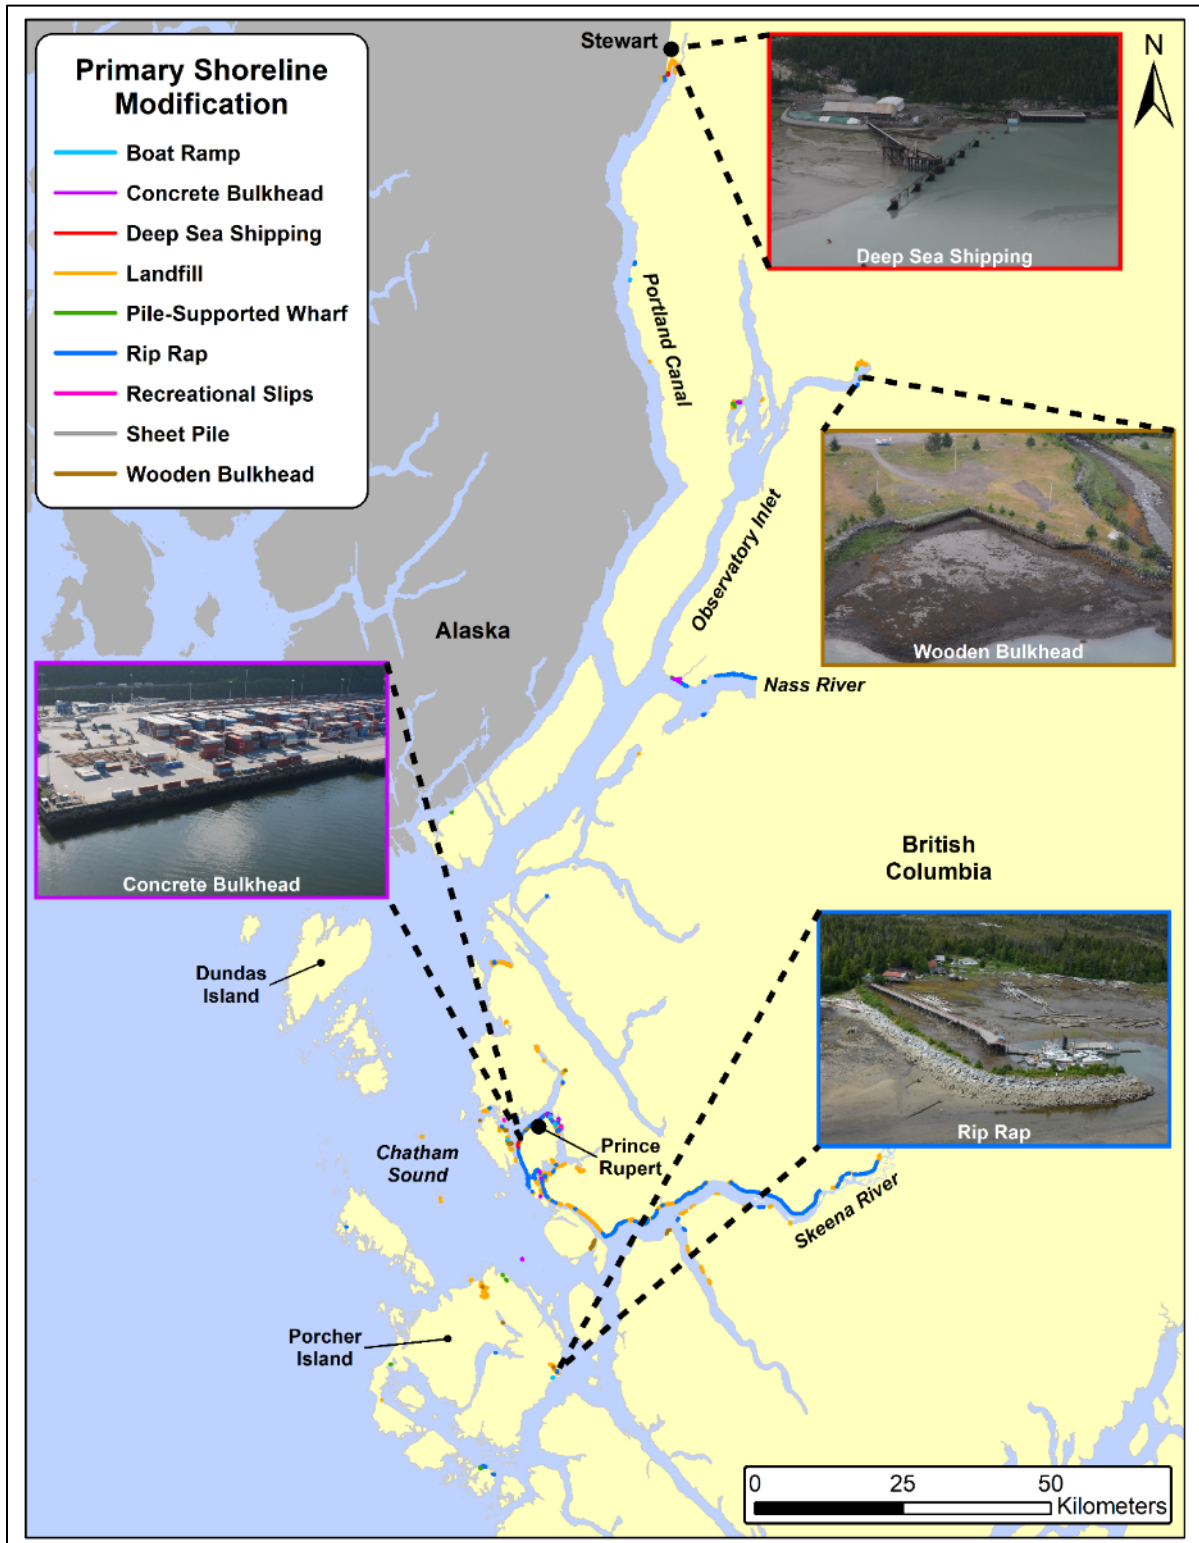 Primary Shoreline
Modification
Boat Ramp
Concrete Bulkhead
Deep Sea Shipping
Landfill
Pile-Supported Wharf
Rip Rap
Recreational Slips
Sheet Pile
Wooden Bulkhead
Stewart
N
Deep Sea Shipping
Portland Canal
Observatory Inlet
Wooden Bulkhead
Alaska
Nass River
Concrete Bulkhead
British
Columbia
Dundas
Island
Rip Rap
Chatham
Sound
Prince
Rupert
Skeena River
Porcher
Island
0 25 50
Kilometers